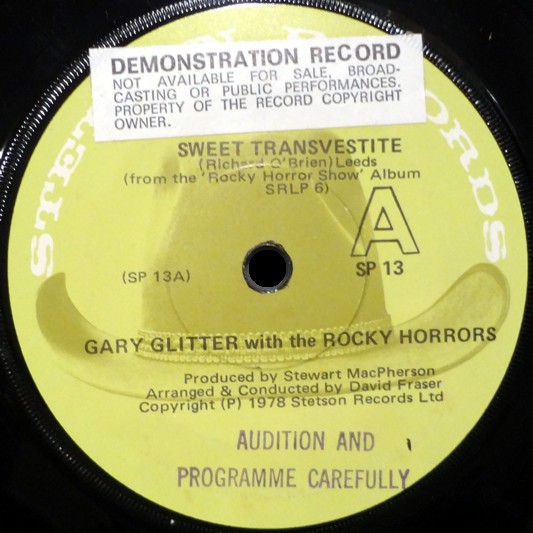 DEMONSTRATION RECORD
NOT AVAILABLE FOR SALE, BROAD-
CASTING OR PUBLIC PERFORMANCES.
PROPERTY OF THE RECORD COPYRIGHT
OWNER.
SWEET TRANSVESTITE
(Richard O'Brien) Leeds
(from the 'Rocky Horror Show' Album
SRLP 6)
A
(SP 13A)
SP 13
GARY GLITTER with the ROCKY HORRORS
Produced by Stewart MacPherson
Arranged & Conducted by David Fraser
Copyright (P) 1978 Stetson Records Ltd
AUDITION AND
PROGRAMME CAREFULLY